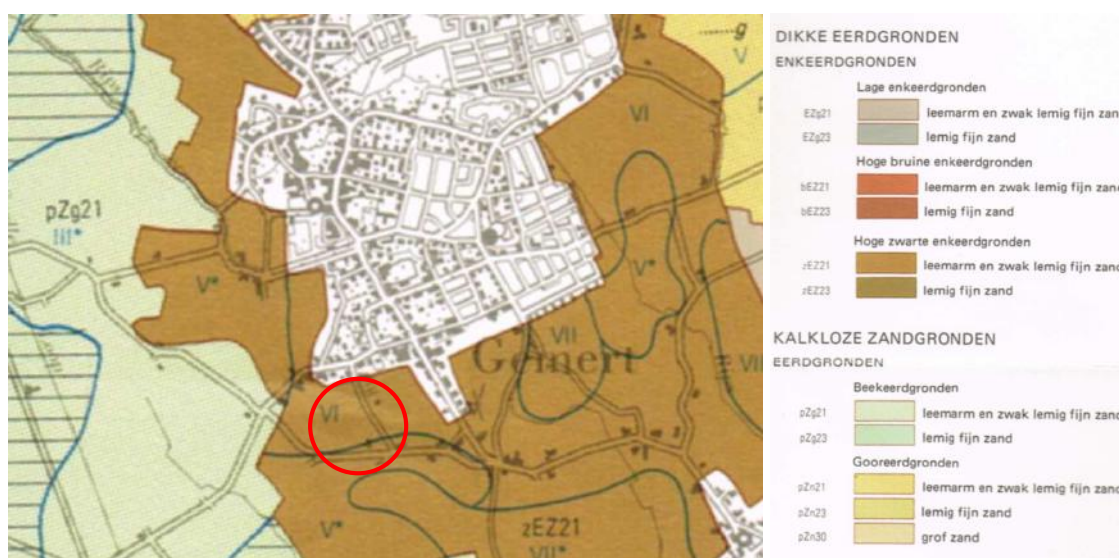 g
V
VI
pZg21
III*
V*
VII
Gemert
VII
VI
zEZ21
V*
VII*
DIKKE EERDGRONDEN
ENKEERDGRONDEN
Lage enkeerdgronden
EZg21 leemarm en zwak lemig fijn zan
EZg23 lemig fijn zand
Hoge bruine enkeerdgronden
bEZ21 leemarm en zwak lemig fijn zand
bEZ23 lemig fijn zand
Hoge zwarte enkeerdgronden
zEZ21 leemarm en zwak lemig fijn zand
zEZ23 lemig fijn zand
KALKLOZE ZANDGRONDEN
EERDGRONDEN
Beekeerdgronden
pZg21 leemarm en zwak lemig fijn zand
pZg23 lemig fijn zand
Gooreerdgronden
pZn21 leemarm en zwak lemig fijn zand
pZn23 lemig fijn zand
pZn30 grof zand